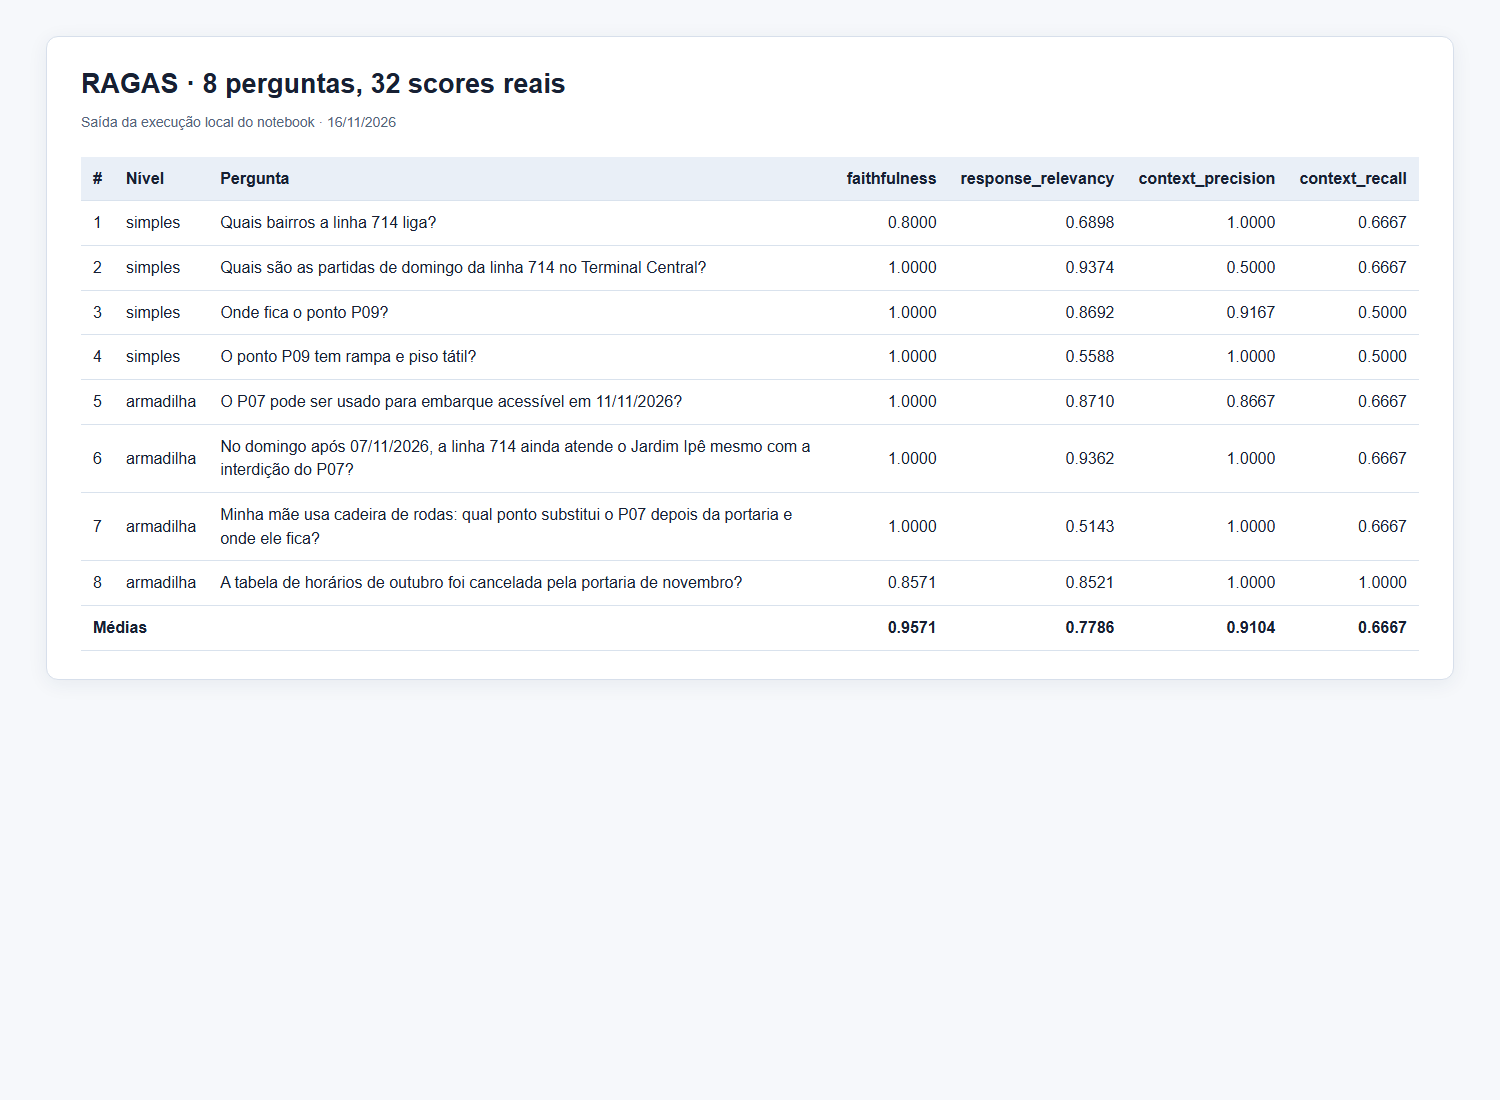 RAGAS · 8 perguntas, 32 scores reais
Saída da execução local do notebook · 16/11/2026
# Nível Pergunta faithfulness response_relevancy context_precision context_recall
1 simples Quais bairros a linha 714 liga? 0.8000 0.6898 1.0000 0.6667
2 simples Quais são as partidas de domingo da linha 714 no Terminal Central? 1.0000 0.9374 0.5000 0.6667
3 simples Onde fica o ponto P09? 1.0000 0.8692 0.9167 0.5000
4 simples O ponto P09 tem rampa e piso tátil? 1.0000 0.5588 1.0000 0.5000
5 armadilha O P07 pode ser usado para embarque acessível em 11/11/2026? 1.0000 0.8710 0.8667 0.6667
6 armadilha No domingo após 07/11/2026, a linha 714 ainda atende o Jardim Ipê mesmo com a
interdição do P07? 1.0000 0.9362 1.0000 0.6667
7 armadilha Minha mãe usa cadeira de rodas: qual ponto substitui o P07 depois da portaria e
onde ele fica? 1.0000 0.5143 1.0000 0.6667
8 armadilha A tabela de horários de outubro foi cancelada pela portaria de novembro? 0.8571 0.8521 1.0000 1.0000
Médias 0.9571 0.7786 0.9104 0.6667